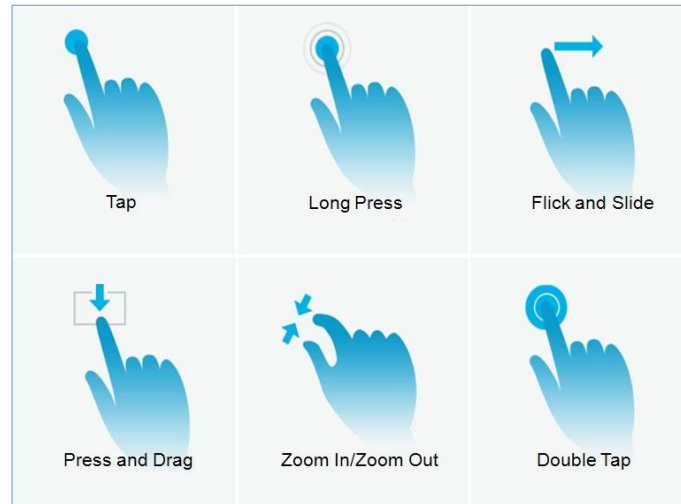 Tap
Long Press
Flick and Slide
Press and Drag
Zoom In/Zoom Out
Double Tap